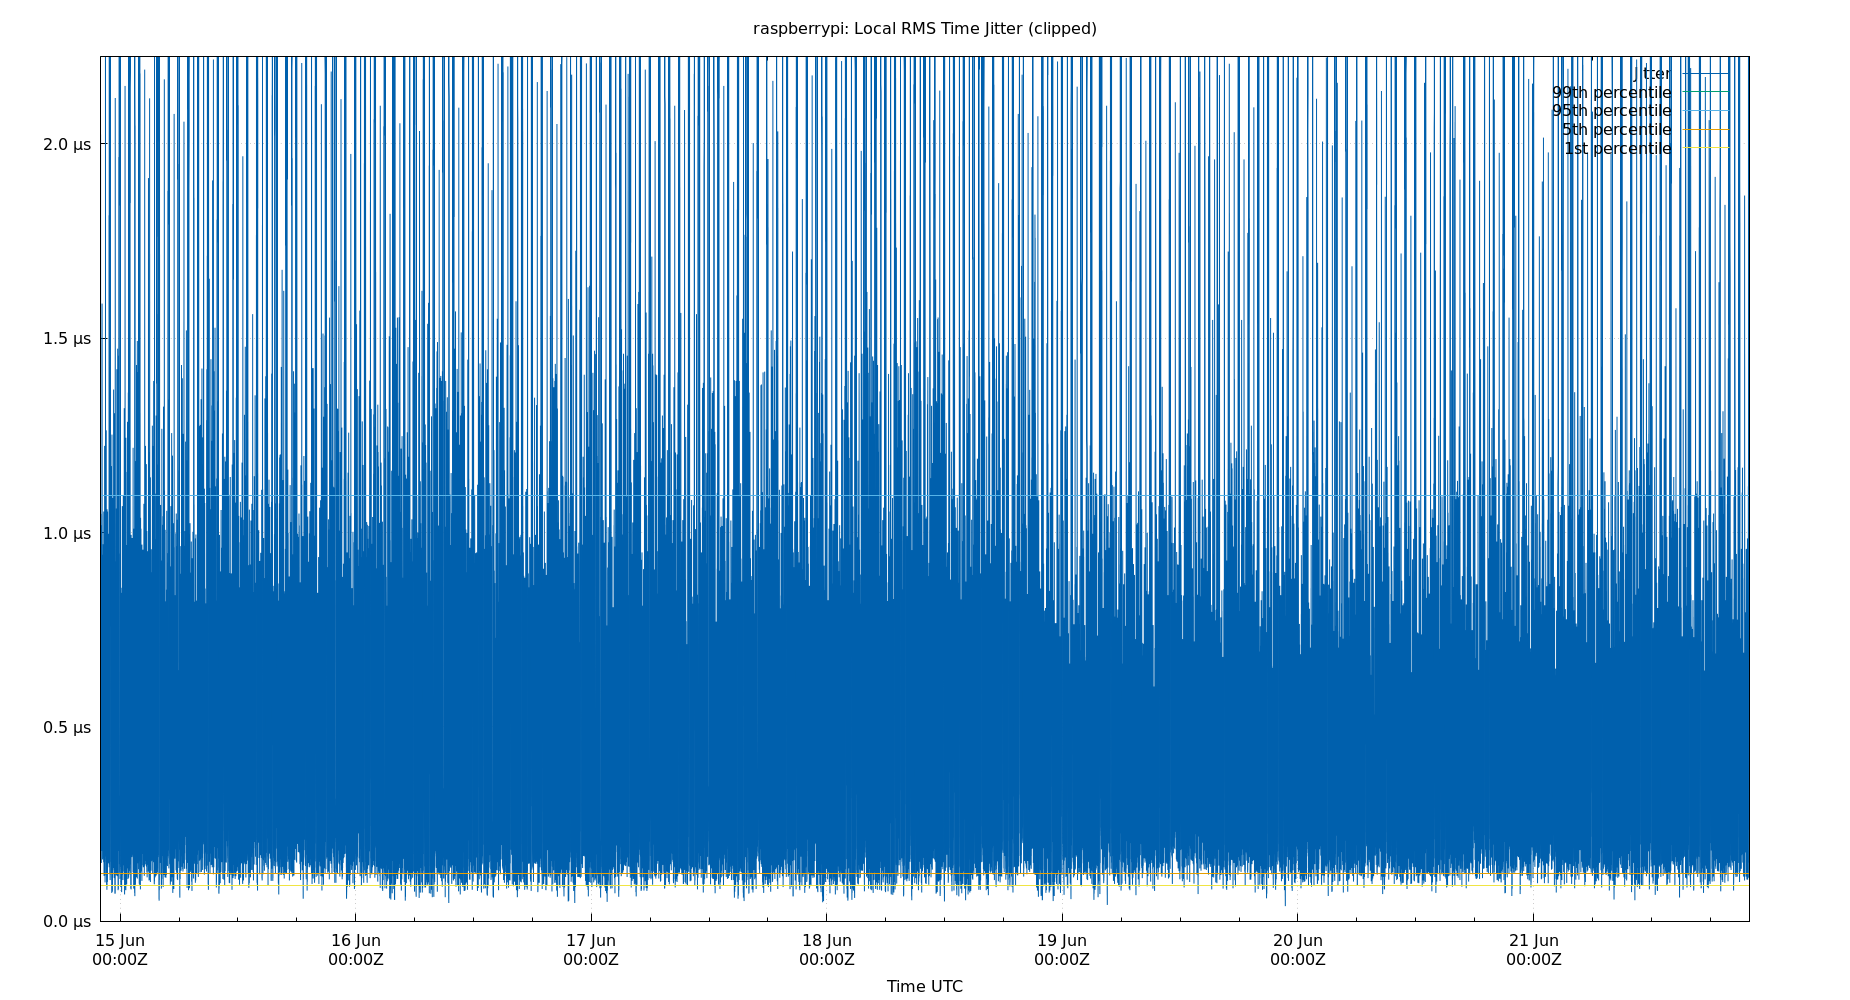 raspberrypi: Local RMS Time Jitter (clipped)
jitter
99th percentile
95th percentile
5th percentile
1st percentile
2.0 µs
1.5 µs
1.0 µs
0.5 µs
0.0 µs
15 Jun 16 Jun 17 Jun 18 Jun 19 Jun 20 Jun 21 Jun
00:00Z 00:00Z 00:00Z 00:00Z 00:00Z 00:00Z 00:00Z
Time UTC